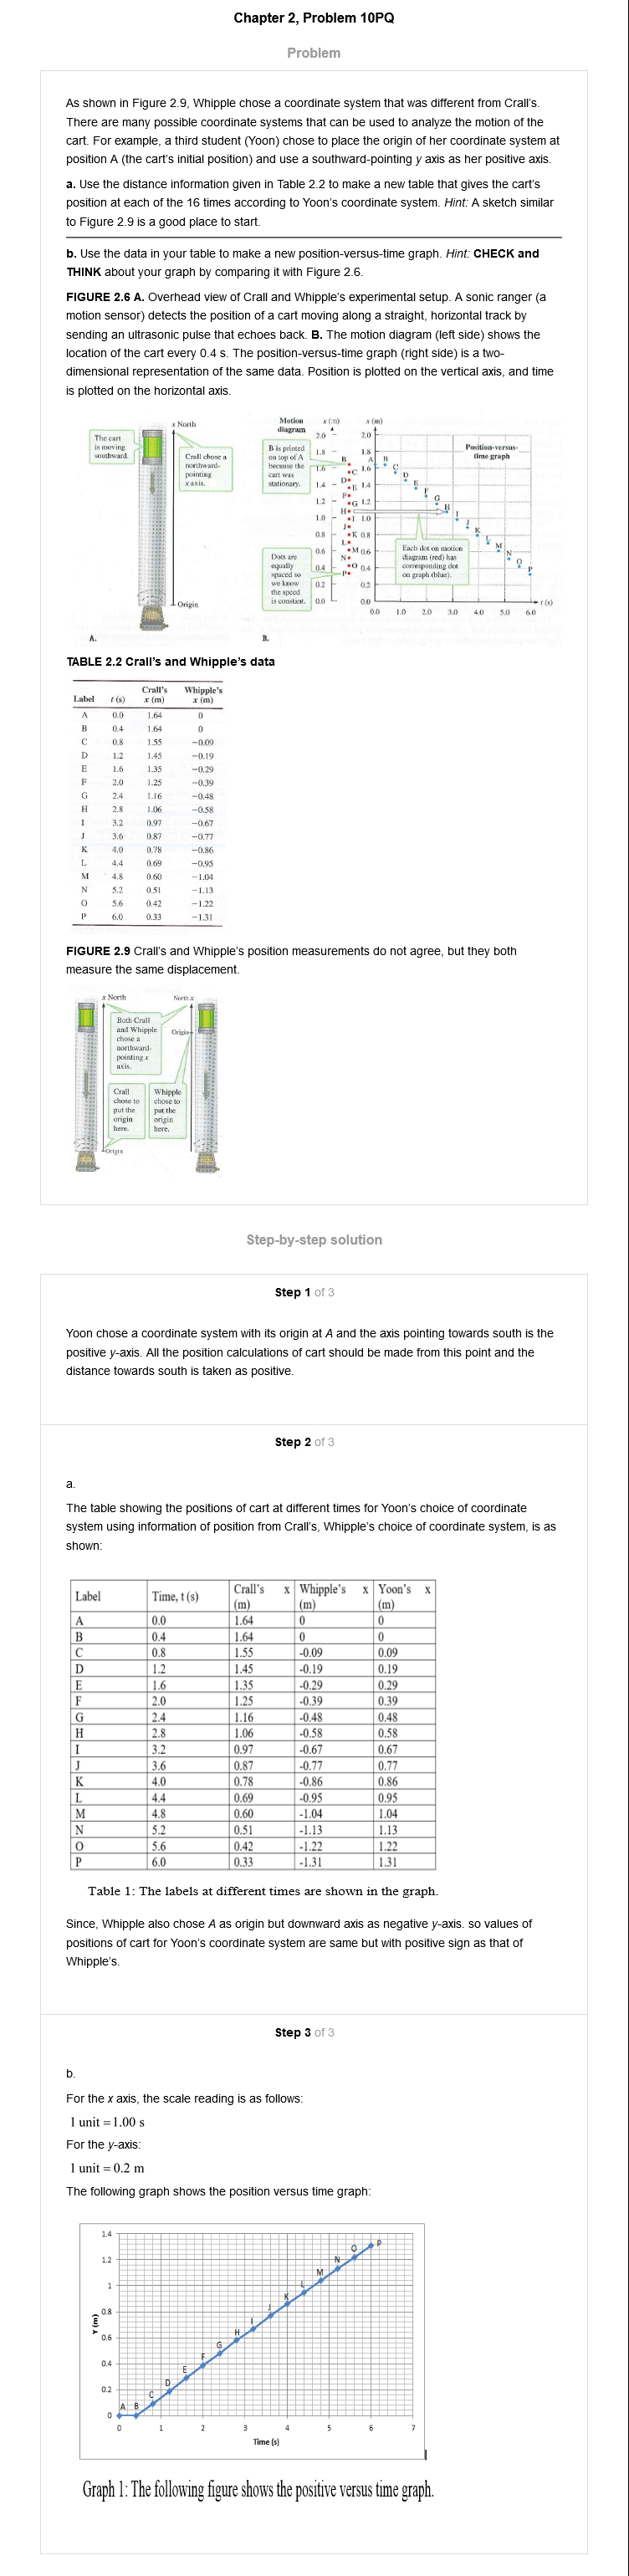 Chapter 2, Problem 10PQ
Problem
As shown in Figure 2.9, Whipple chose a coordinate system that was different from Crall's.
There are many possible coordinate systems that can be used to analyze the motion of the
cart. For example, a third student (Yoon) chose to place the origin of her coordinate system at
position A (the cart's initial position) and use a southward-pointing y axis as her positive axis.
a. Use the distance information given in Table 2.2 to make a new table that gives the cart's
position at each of the 16 times according to Yoon's coordinate system. Hint: A sketch similar
to Figure 2.9 is a good place to start.
b. Use the data in your table to make a new position-versus-time graph. Hint: CHECK and
THINK about your graph by comparing it with Figure 2.6.
FIGURE 2.6 A. Overhead view of Crall and Whipple's experimental setup. A sonic ranger (a
motion sensor) detects the position of a cart moving along a straight, horizontal track by
sending an ultrasonic pulse that echoes back. B. The motion diagram (left side) shows the
location of the cart every 0.4 s. The position-versus-time graph (right side) is a two-
dimensional representation of the same data. Position is plotted on the vertical axis, and time
is plotted on the horizontal axis.
The cart
is moving
southward.
x North
Crall chose a
northward-
pointing
x axis.
Origin
A.
Motion
diagram
x (m)
x (m)
B is printed
on top of A
because the
cart was
stationary.
Dots are
equally
spaced so
we know
the speed
is constant.
2.0
1.8
1.6
1.4
1.2
1.0
0.8
0.6
0.4
0.2
0.0
B
C
D
E
F
G
H
I
J
K
L
M
N
O
P
2.0
1.8
1.6
1.4
1.2
1.0
0.8
0.6
0.4
0.2
0.0
A B C D E F G H I J K L M N O P
Position-versus-
time graph
Each dot on motion
diagram (red) has
corresponding dot
on graph (blue).
t (s)
0.0 1.0 2.0 3.0 4.0 5.0 6.0
B.
TABLE 2.2 Crall's and Whipple's data
Label t (s) Crall's x (m) Whipple's x (m)
A 0.0 1.64 0
B 0.4 1.64 0
C 0.8 1.55 −0.09
D 1.2 1.45 −0.19
E 1.6 1.35 −0.29
F 2.0 1.25 −0.39
G 2.4 1.16 −0.48
H 2.8 1.06 −0.58
I 3.2 0.97 −0.67
J 3.6 0.87 −0.77
K 4.0 0.78 −0.86
L 4.4 0.69 −0.95
M 4.8 0.60 −1.04
N 5.2 0.51 −1.13
O 5.6 0.42 −1.22
P 6.0 0.33 −1.31
FIGURE 2.9 Crall's and Whipple's position measurements do not agree, but they both
measure the same displacement.
x North
North x
Both Crall
and Whipple
chose a
northward-
pointing x
axis.
Origin
Crall
chose to
put the
origin
here.
Whipple
chose to
put the
origin
here.
Origin
Step-by-step solution
Step 1 of 3
Yoon chose a coordinate system with its origin at A and the axis pointing towards south is the
positive y-axis. All the position calculations of cart should be made from this point and the
distance towards south is taken as positive.
Step 2 of 3
a.
The table showing the positions of cart at different times for Yoon's choice of coordinate
system using information of position from Crall's, Whipple's choice of coordinate system, is as
shown:
Label Time, t (s) Crall's x (m) Whipple's x (m) Yoon's x (m)
A 0.0 1.64 0 0
B 0.4 1.64 0 0
C 0.8 1.55 -0.09 0.09
D 1.2 1.45 -0.19 0.19
E 1.6 1.35 -0.29 0.29
F 2.0 1.25 -0.39 0.39
G 2.4 1.16 -0.48 0.48
H 2.8 1.06 -0.58 0.58
I 3.2 0.97 -0.67 0.67
J 3.6 0.87 -0.77 0.77
K 4.0 0.78 -0.86 0.86
L 4.4 0.69 -0.95 0.95
M 4.8 0.60 -1.04 1.04
N 5.2 0.51 -1.13 1.13
O 5.6 0.42 -1.22 1.22
P 6.0 0.33 -1.31 1.31
Table 1: The labels at different times are shown in the graph.
Since, Whipple also chose A as origin but downward axis as negative y-axis. so values of
positions of cart for Yoon's coordinate system are same but with positive sign as that of
Whipple's.
Step 3 of 3
b.
For the x axis, the scale reading is as follows:
1 unit = 1.00 s
For the y-axis:
1 unit = 0.2 m
The following graph shows the position versus time graph:
1.4
1.2
1
0.8
0.6
0.4
0.2
0
Y (m)
A B C D E F G H I J K L M N O P
0 1 2 3 4 5 6 7
Time (s)
Graph 1: The following figure shows the positive versus time graph.